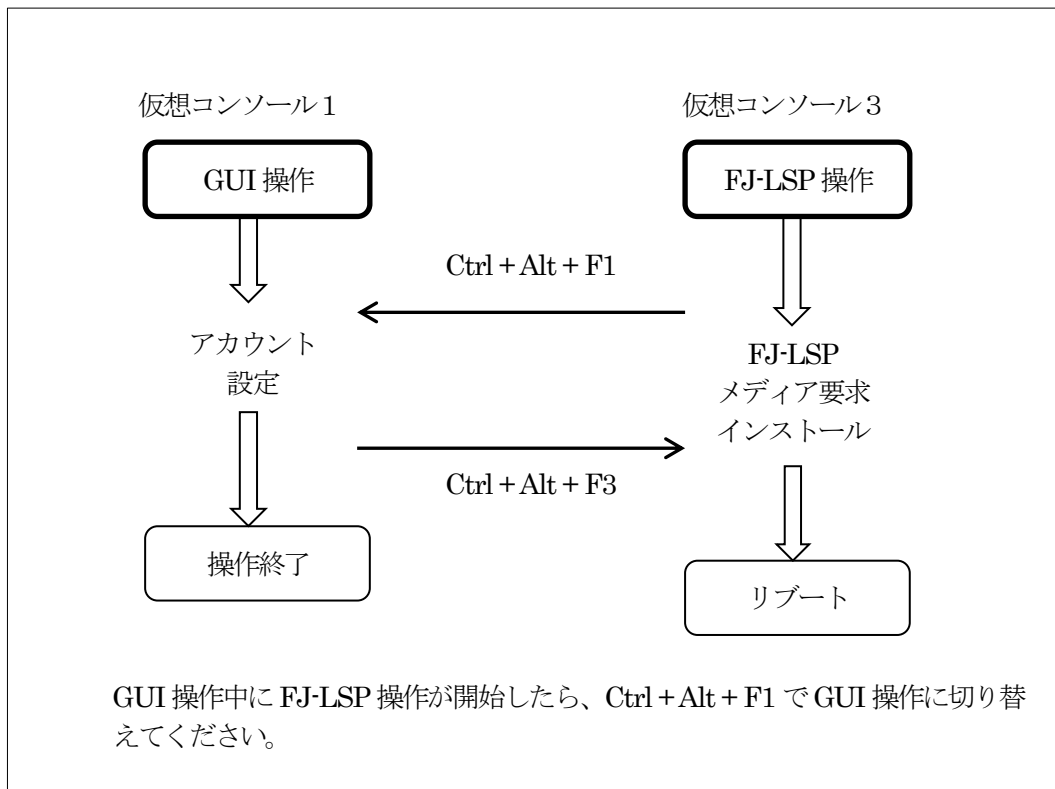 仮想コンソール1
仮想コンソール3
GUI 操作
FJ-LSP 操作
Ctrl + Alt + F1
アカウント
設定
FJ-LSP
メディア要求
インストール
Ctrl + Alt + F3
操作終了
リブート
GUI 操作中に FJ-LSP 操作が開始したら、Ctrl + Alt + F1 で GUI 操作に切り替
えてください。